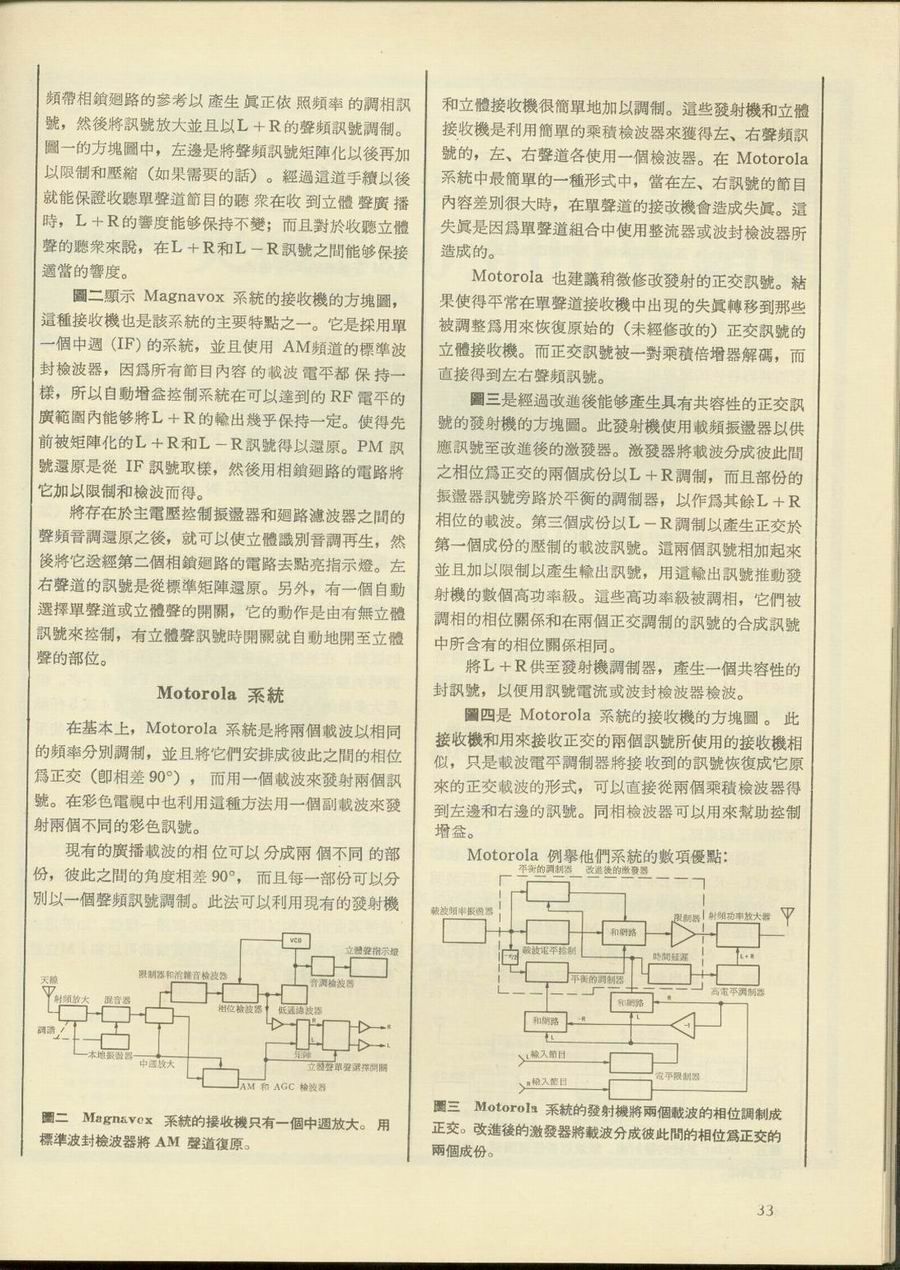 頻帶相鎖廻路的參考以產生眞正依照頻率的調相訊
號，然後將訊號放大並且以L＋R的聲頻訊號調制。
圖一的方塊圖中，左邊是將聲頻訊號矩陣化以後再加
以限制和壓縮（如果需要的話）。經過這道手續以後
就能保證收聽單聲道節目的聽衆在收到立體聲廣播
時，L＋R的響度能够保持不變；而且對於收聽立體
聲的聽衆來說，在L＋R和L－R訊號之間能够保接
適當的響度。
圖二顯示 Magnavox 系統的接收機的方塊圖，
這種接收機也是該系統的主要特點之一。它是採用單
一個中週 (IF) 的系統，並且使用 AM頻道的標準波
封檢波器，因爲所有節目內容的載波電平都保持一
樣，所以自動增益控制系統在可以達到的 RF 電平的
廣範圍內能够將L＋R的輸出幾乎保持一定。使得先
前被矩陣化的L＋R和L－R訊號得以還原。PM 訊
號還原是從 IF 訊號取樣，然後用相鎖廻路的電路將
它加以限制和檢波而得。
將存在於主電壓控制振盪器和廻路濾波器之間的
聲頻音調還原之後，就可以使立體識別音調再生，然
後將它送經第二個相鎖廻路的電路去點亮指示燈。左
右聲道的訊號是從標準矩陣還原。另外，有一個自動
選擇單聲道或立體聲的開關，它的動作是由有無立體
訊號來控制，有立體聲訊號時開關就自動地開至立體
聲的部位。
Motorola 系統
在基本上，Motorola 系統是將兩個載波以相同
的頻率分別調制，並且將它們安排成彼此之間的相位
爲正交（卽相差 90°），而用一個載波來發射兩個訊
號。在彩色電視中也利用這種方法用一個副載波來發
射兩個不同的彩色訊號。
現有的廣播載波的相位可以分成兩個不同的部
份，彼此之間的角度相差 90°，而且每一部份可以分
別以一個聲頻訊號調制。此法可以利用現有的發射機
VCO
立體聲指示燈
限制器和消雜音檢波器
音調檢波器
天線
射頻放大
混音器
相位檢波器
低通濾波器
調諧
R
R
L
L
本地振盪器
中週放大
矩陣
立體聲單聲選擇開關
AM 和 AGC 檢波器
圖二 Magnavox 系統的接收機只有一個中週放大。用
標準波封檢波器將 AM 聲道復原。
和立體接收機很簡單地加以調制。這些發射機和立體
接收機是利用簡單的乘積檢波器來獲得左、右聲頻訊
號的，左、右聲道各使用一個檢波器。在 Motorola
系統中最簡單的一種形式中，當在左、右訊號的節目
內容差別很大時，在單聲道的接改機會造成失眞。這
失眞是因爲單聲道組合中使用整流器或波封檢波器所
造成的。
Motorola 也建議稍微修改發射的正交訊號。結
果使得平常在單聲道接收機中出現的失眞轉移到那些
被調整爲用來恢復原始的（未經修改的）正交訊號的
立體接收機。而正交訊號被一對乘積倍增器解碼，而
直接得到左右聲頻訊號。
圖三是經過改進後能够產生具有共容性的正交訊
號的發射機的方塊圖。此發射機使用載頻振盪器以供
應訊號至改進後的激發器。激發器將載波分成彼此間
之相位爲正交的兩個成份以L＋R調制，而且部份的
振盪器訊號旁路於平衡的調制器，以作爲其餘L＋R
相位的載波。第三個成份以L－R調制以產生正交於
第一個成份的壓制的載波訊號。這兩個訊號相加起來
並且加以限制以產生輸出訊號，用這輸出訊號推動發
射機的數個高功率級。這些高功率級被調相，它們被
調相的相位關係和在兩個正交調制的訊號的合成訊號
中所含有的相位關係相同。
將L＋R供至發射機調制器，產生一個共容性的
封訊號，以便用訊號電流或波封檢波器檢波。
圖四是 Motorola 系統的接收機的方塊圖。此
接收機和用來接收正交的兩個訊號所使用的接收機相
似，只是載波電平調制器將接收到的訊號恢復成它原
來的正交載波的形式，可以直接從兩個乘積檢波器得
到左邊和右邊的訊號。同相檢波器可以用來幫助控制
增益。
Motorola 例舉他們系統的數項優點：
平衡的調制器 改進後的激發器
載波頻率振盪器
和網路
限制器
射頻功率放大器
載波電平控制
-π/2
時間延遲
L+R
平衡的調制器
高電平調制器
和網路
R
和網路
-R
L
-1
L
L 輸入節目
電平限制器
R 輸入節目
圖三 Motorola 系統的發射機將兩個載波的相位調制成
正交。改進後的激發器將載波分成彼此間的相位爲正交的
兩個成份。
33